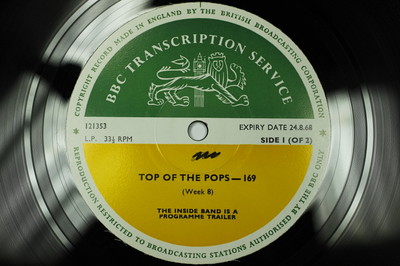 COPYRIGHT RECORD MADE IN ENGLAND BY THE BRITISH BROADCASTING CORPORATION
BBC TRANSCRIPTION SERVICE
121353
EXPIRY DATE 24.8.68
L.P. 33⅓ RPM
SIDE 1 (OF 2)
TOP OF THE POPS — 169
(Week 8)
THE INSIDE BAND IS A
PROGRAMME TRAILER
REPRODUCTION RESTRICTED TO BROADCASTING STATIONS AUTHORISED BY THE BBC ONLY